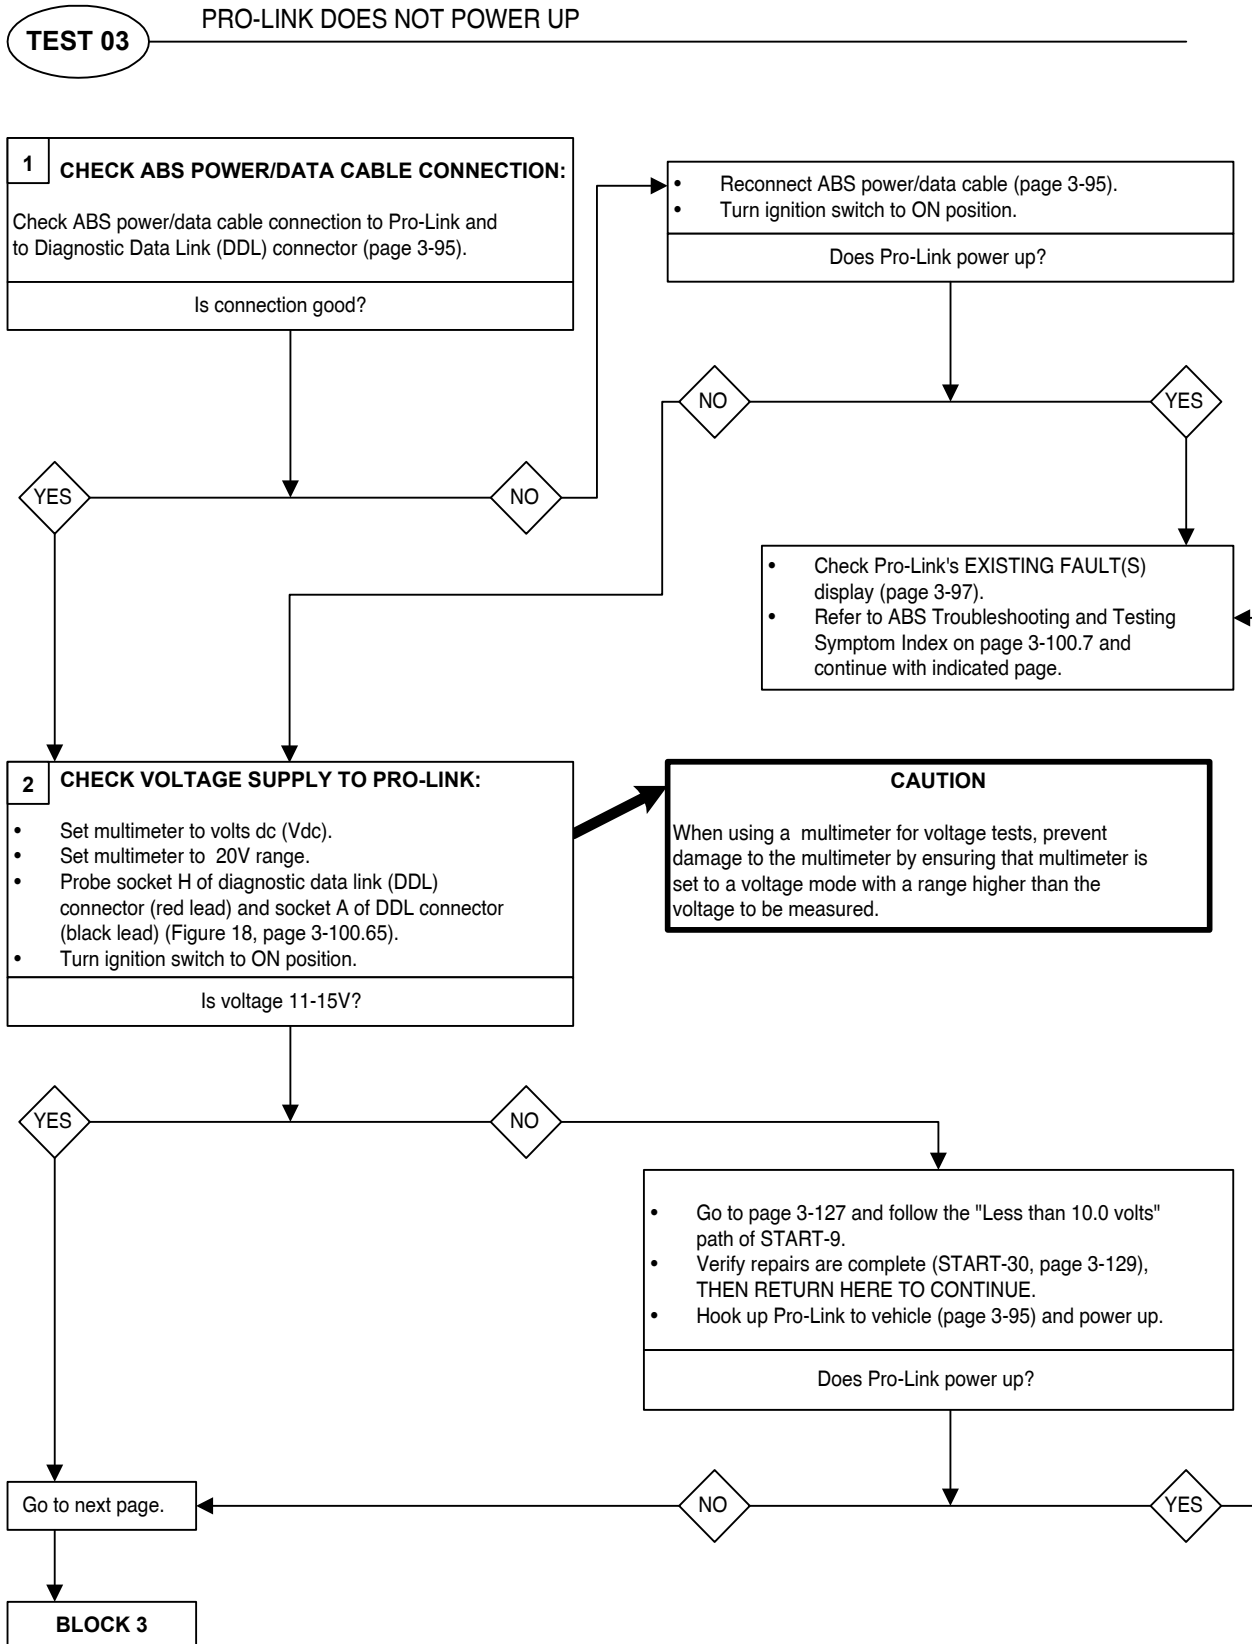 TEST 03
PRO-LINK DOES NOT POWER UP
1
CHECK ABS POWER/DATA CABLE CONNECTION:
Check ABS power/data cable connection to Pro-Link and
to Diagnostic Data Link (DDL) connector (page 3-95).
Is connection good?
• Reconnect ABS power/data cable (page 3-95).
• Turn ignition switch to ON position.
Does Pro-Link power up?
NO
YES
YES
NO
• Check Pro-Link's EXISTING FAULT(S)
display (page 3-97).
• Refer to ABS Troubleshooting and Testing
Symptom Index on page 3-100.7 and
continue with indicated page.
2
CHECK VOLTAGE SUPPLY TO PRO-LINK:
• Set multimeter to volts dc (Vdc).
• Set multimeter to 20V range.
• Probe socket H of diagnostic data link (DDL)
connector (red lead) and socket A of DDL connector
(black lead) (Figure 18, page 3-100.65).
• Turn ignition switch to ON position.
Is voltage 11-15V?
CAUTION
When using a multimeter for voltage tests, prevent
damage to the multimeter by ensuring that multimeter is
set to a voltage mode with a range higher than the
voltage to be measured.
YES
NO
• Go to page 3-127 and follow the "Less than 10.0 volts"
path of START-9.
• Verify repairs are complete (START-30, page 3-129),
THEN RETURN HERE TO CONTINUE.
• Hook up Pro-Link to vehicle (page 3-95) and power up.
Does Pro-Link power up?
Go to next page.
NO
YES
BLOCK 3